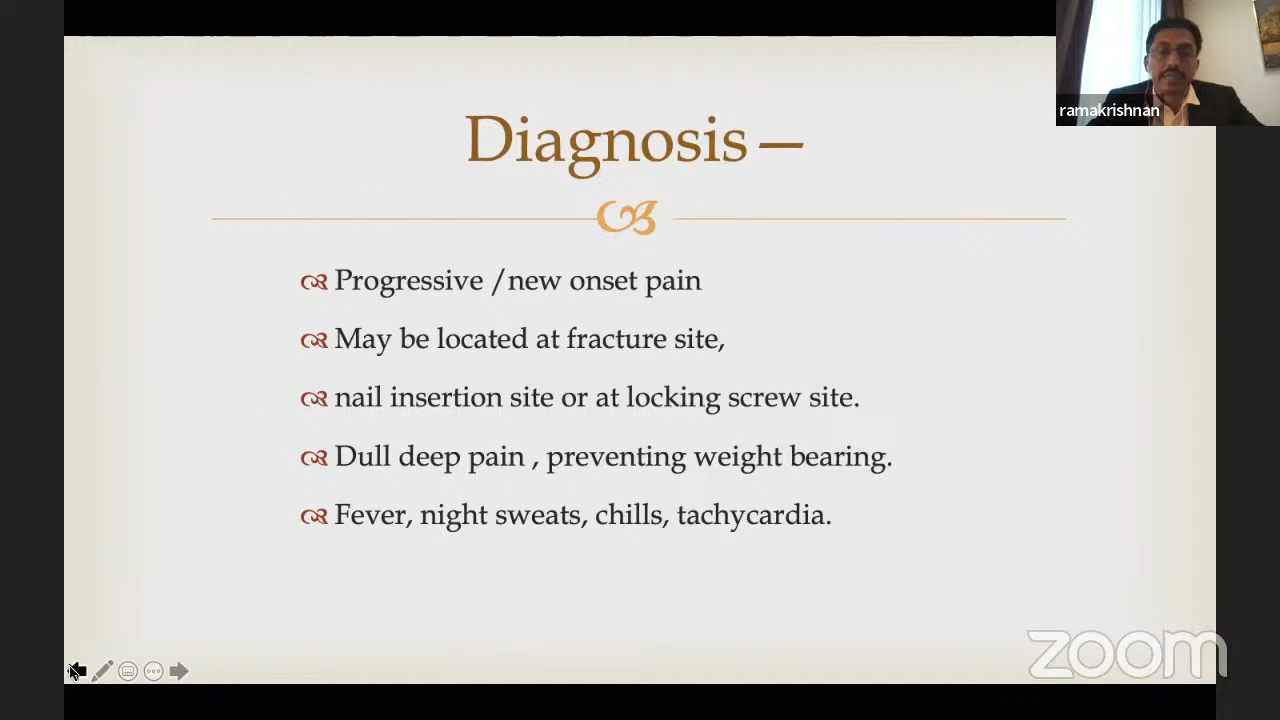 ramakrishnan
Diagnosis—
Progressive /new onset pain
May be located at fracture site,
nail insertion site or at locking screw site.
Dull deep pain , preventing weight bearing.
Fever, night sweats, chills, tachycardia.
zoom